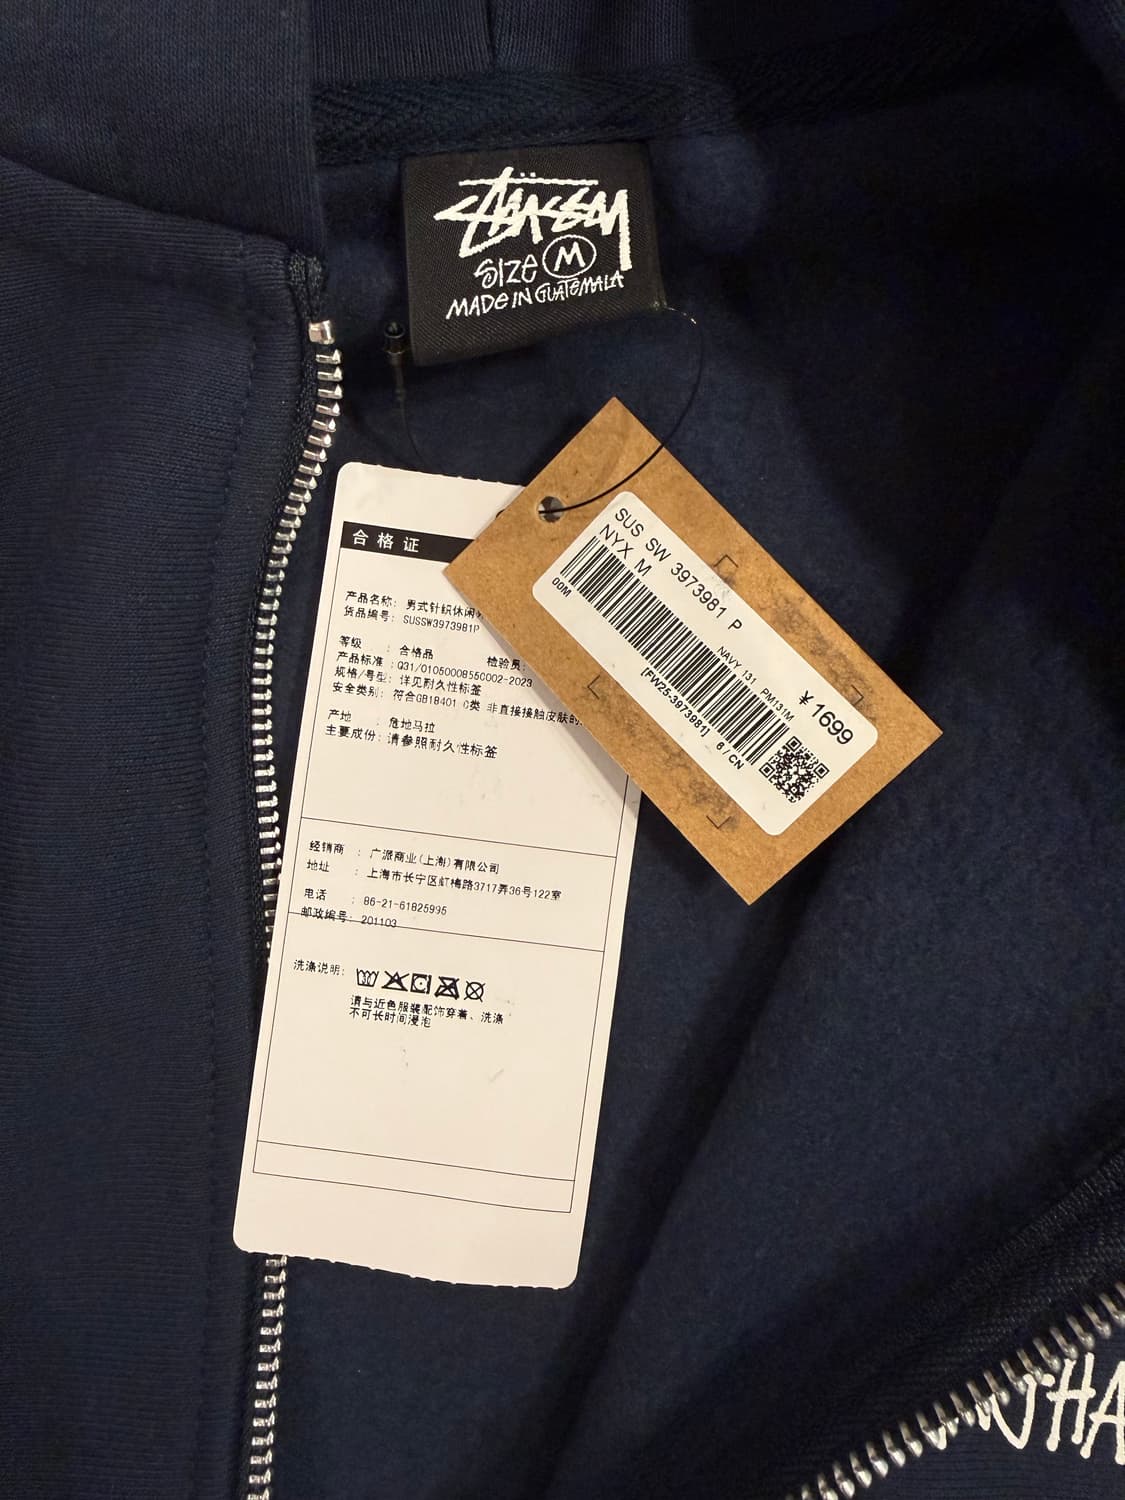 STÜSSY
SIZE M
MADE IN GUATEMALA
合格证
产品名称: 男式针织休闲
货品编号: SUSSW3973981P
等级 : 合格品 检验员:
产品标准 : Q31/01050008550002-2023
规格/号型: 详见耐久性标签
安全类别: 符合GB18401 C类 非直接接触皮肤的
产地 : 危地马拉
主要成份: 请参照耐久性标签
经销商 : 广派商业(上海)有限公司
地址 : 上海市长宁区虹梅路3717弄36号122室
电话 : 86-21-61825995
邮政编号: 201103
洗涤说明:
请与近色服装配饰穿着、洗涤
不可长时间浸泡
SUS SW 3973981 P
NYX M
00M
NAVY 131 PM131M
[FW25-3973981] 6/CN
¥1699
WHA